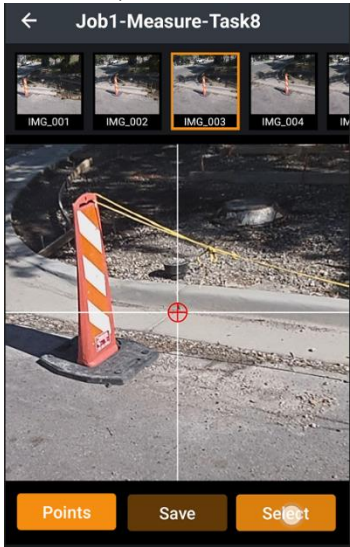 Job1-Measure-Task8
IMG_001 IMG_002 IMG_003 IMG_004
Points Save Select